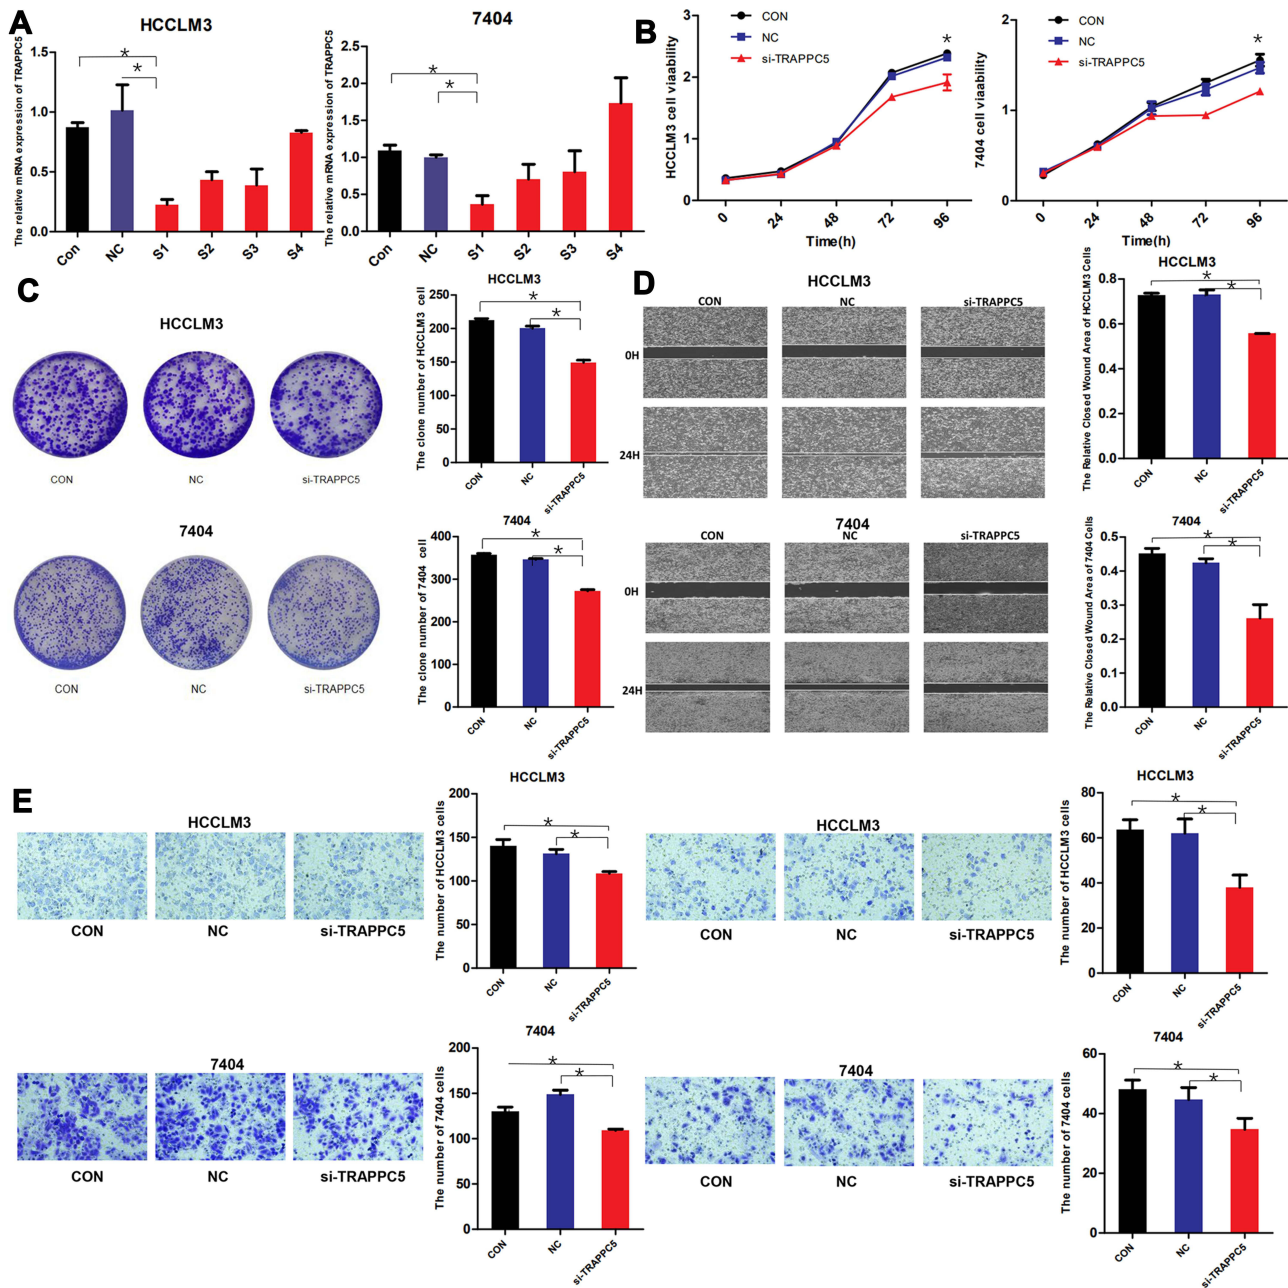 A
HCCLM3
The relative mRNA expression of TRAPPC5
1.5
1.0
0.5
0.0
*
*
Con
NC
S1
S2
S3
S4
7404
The relative mRNA expression of TRAPPC5
2.5
2.0
1.5
1.0
0.5
0.0
*
*
Con
NC
S1
S2
S3
S4
B
HCCLM3 cell viaability
3
2
1
0
CON
NC
si-TRAPPC5
*
0
24
48
72
96
Time(h)
7404 cell viaability
2
1
0
CON
NC
si-TRAPPC5
*
0
24
48
72
96
Time(h)
C
HCCLM3
CON
NC
si-TRAPPC5
HCCLM3
The clone number of HCCLM3 cell
250
200
150
100
50
0
*
*
CON
NC
si-TRAPPC5
7404
CON
NC
si-TRAPPC5
7404
The clone number of 7404 cell
400
300
200
100
0
*
*
CON
NC
si-TRAPPC5
D
HCCLM3
CON
NC
si-TRAPPC5
0H
24H
HCCLM3
The Relative Closed Wound Area of HCCLM3 Cells
0.8
0.6
0.4
0.2
0.0
*
*
CON
NC
si-TRAPPC5
7404
CON
NC
si-TRAPPC5
0H
24H
7404
The Relative Closed Wound Area of 7404 Cells
0.5
0.4
0.3
0.2
0.1
0.0
*
*
CON
NC
si-TRAPPC5
E
HCCLM3
CON
NC
si-TRAPPC5
HCCLM3
The number of HCCLM3 cells
200
150
100
50
0
*
*
CON
NC
si-TRAPPC5
HCCLM3
CON
NC
si-TRAPPC5
HCCLM3
The number of HCCLM3 cells
80
60
40
20
0
*
*
CON
NC
si-TRAPPC5
7404
CON
NC
si-TRAPPC5
7404
The number of 7404 cells
200
150
100
50
0
*
*
CON
NC
si-TRAPPC5
7404
CON
NC
si-TRAPPC5
7404
The number of 7404 cells
60
40
20
0
*
*
CON
NC
si-TRAPPC5